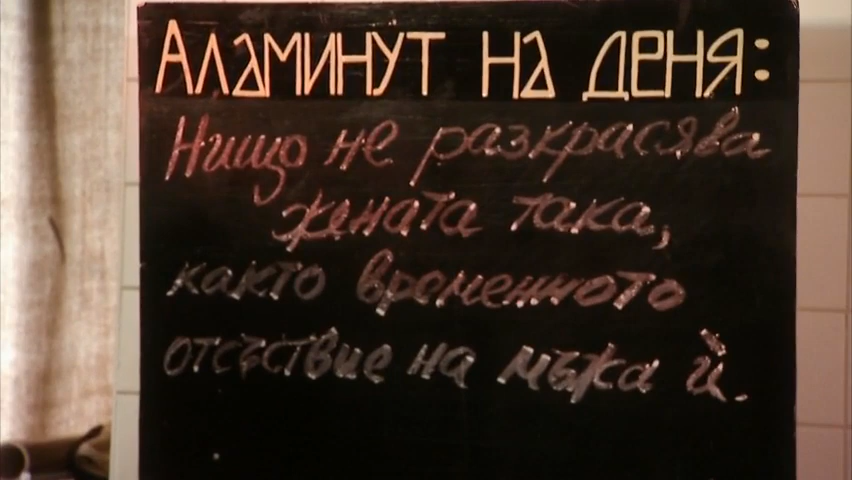 Аламинут на деня:
Нищо не разкрасява
жената така,
както временното
отсъствие на мъжа й.